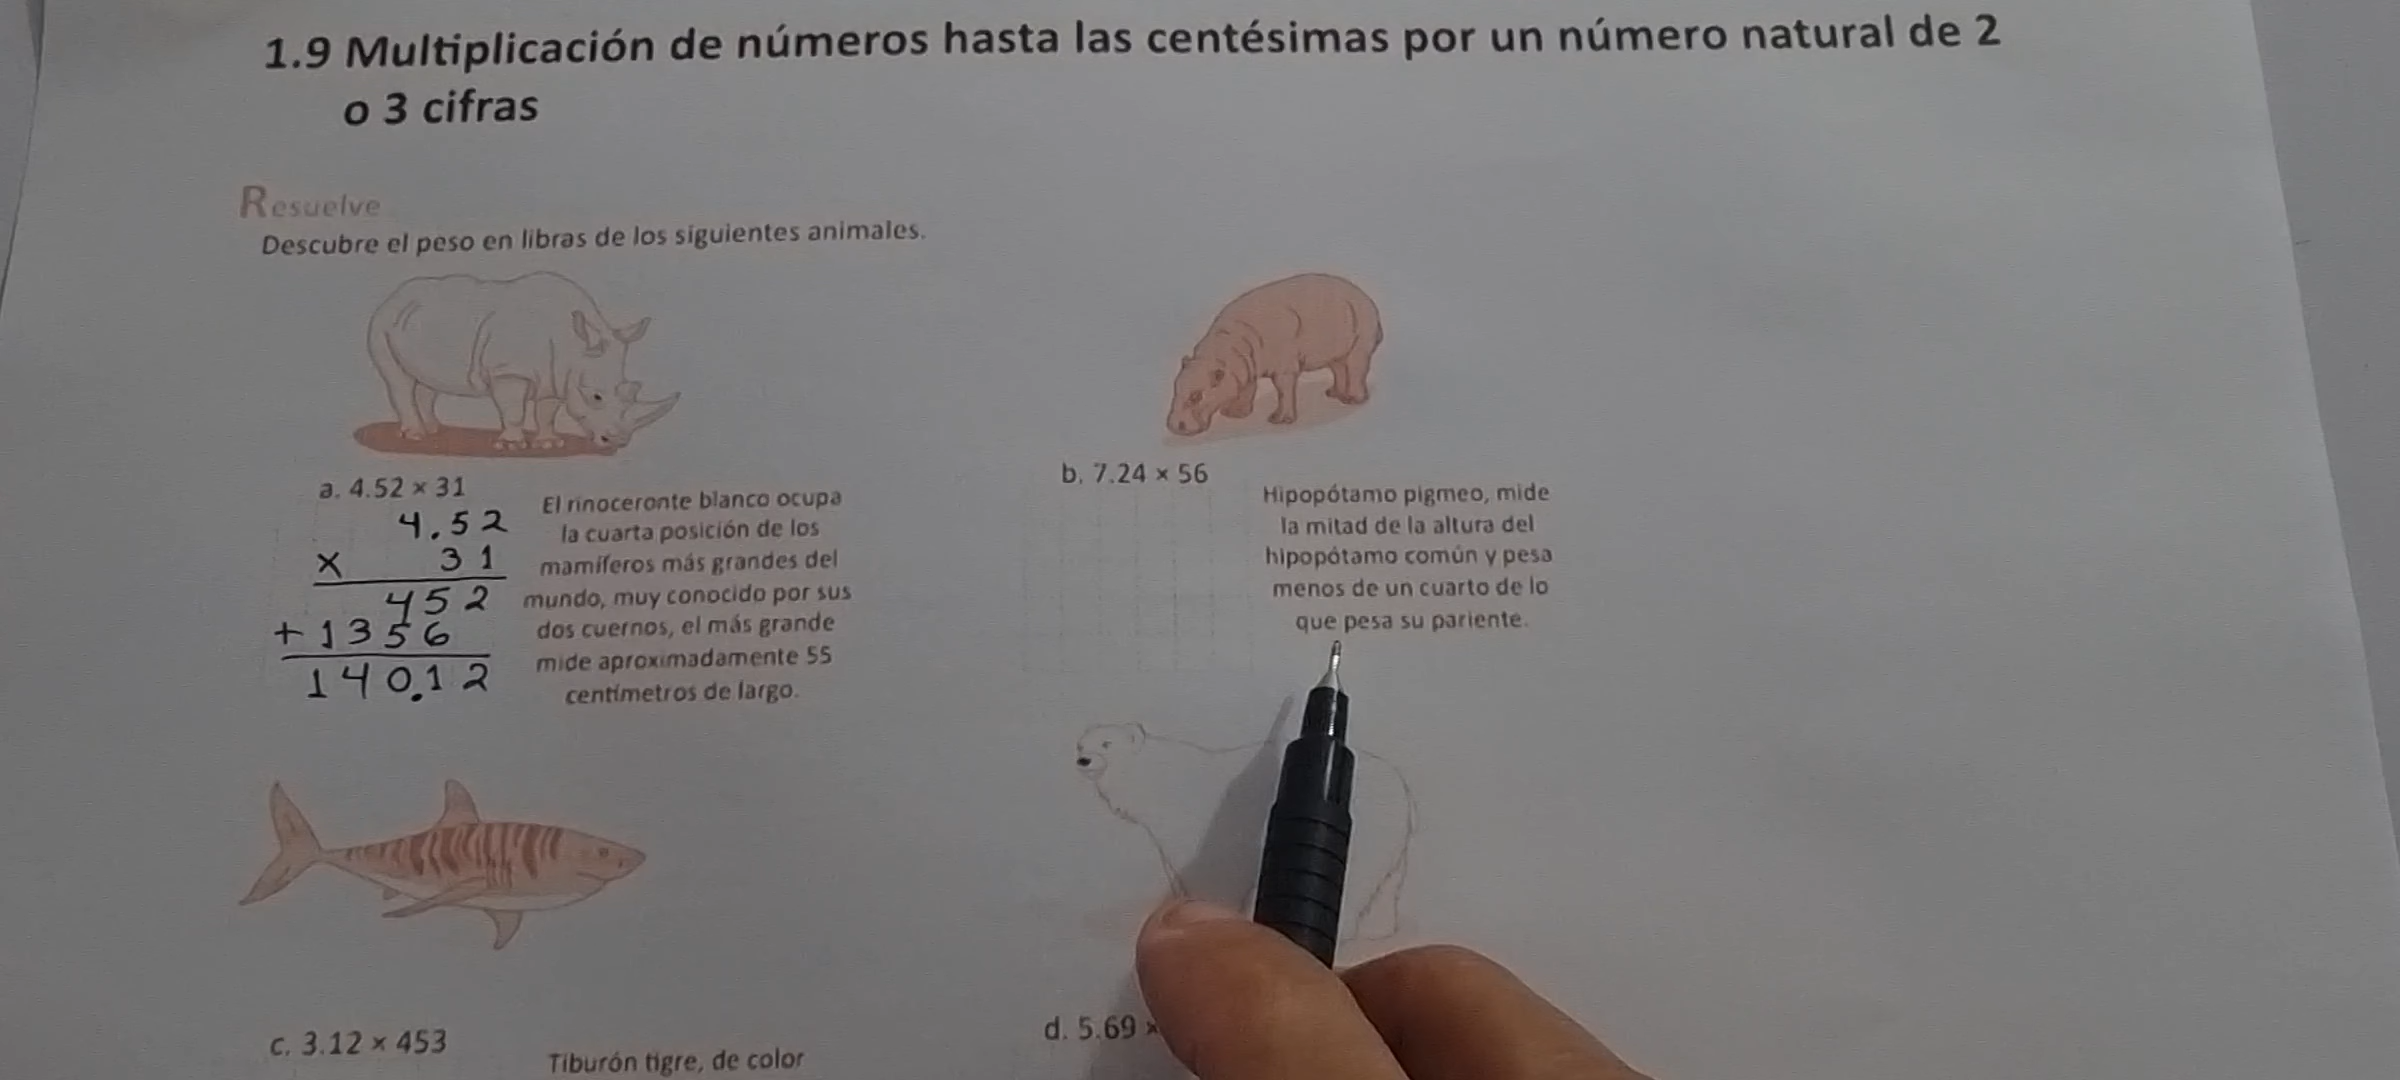 1.9 Multiplicación de números hasta las centésimas por un número natural de 2
o 3 cifras
Resuelve
Descubre el peso en libras de los siguientes animales.
a. 4.52 × 31
4.52
× 31
452
+1356
140.12
El rinoceronte blanco ocupa
la cuarta posición de los
mamíferos más grandes del
mundo, muy conocido por sus
dos cuernos, el más grande
mide aproximadamente 55
centímetros de largo.
b. 7.24 × 56
Hipopótamo pigmeo, mide
la mitad de la altura del
hipopótamo común y pesa
menos de un cuarto de lo
que pesa su pariente.
c. 3.12 × 453
Tiburón tigre, de color
d. 5.69 ×